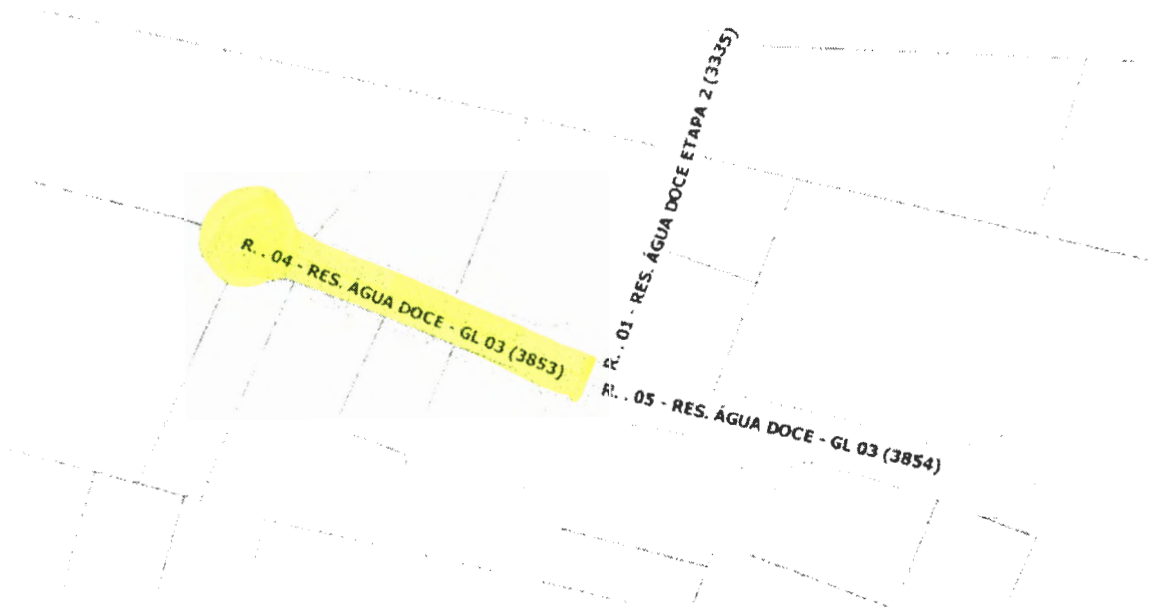 R. . 01 - RES. ÁGUA DOCE ETAPA 2 (3335)
R. . 04 - RES. ÁGUA DOCE - GL 03 (3853)
R. . 05 - RES. ÁGUA DOCE - GL 03 (3854)